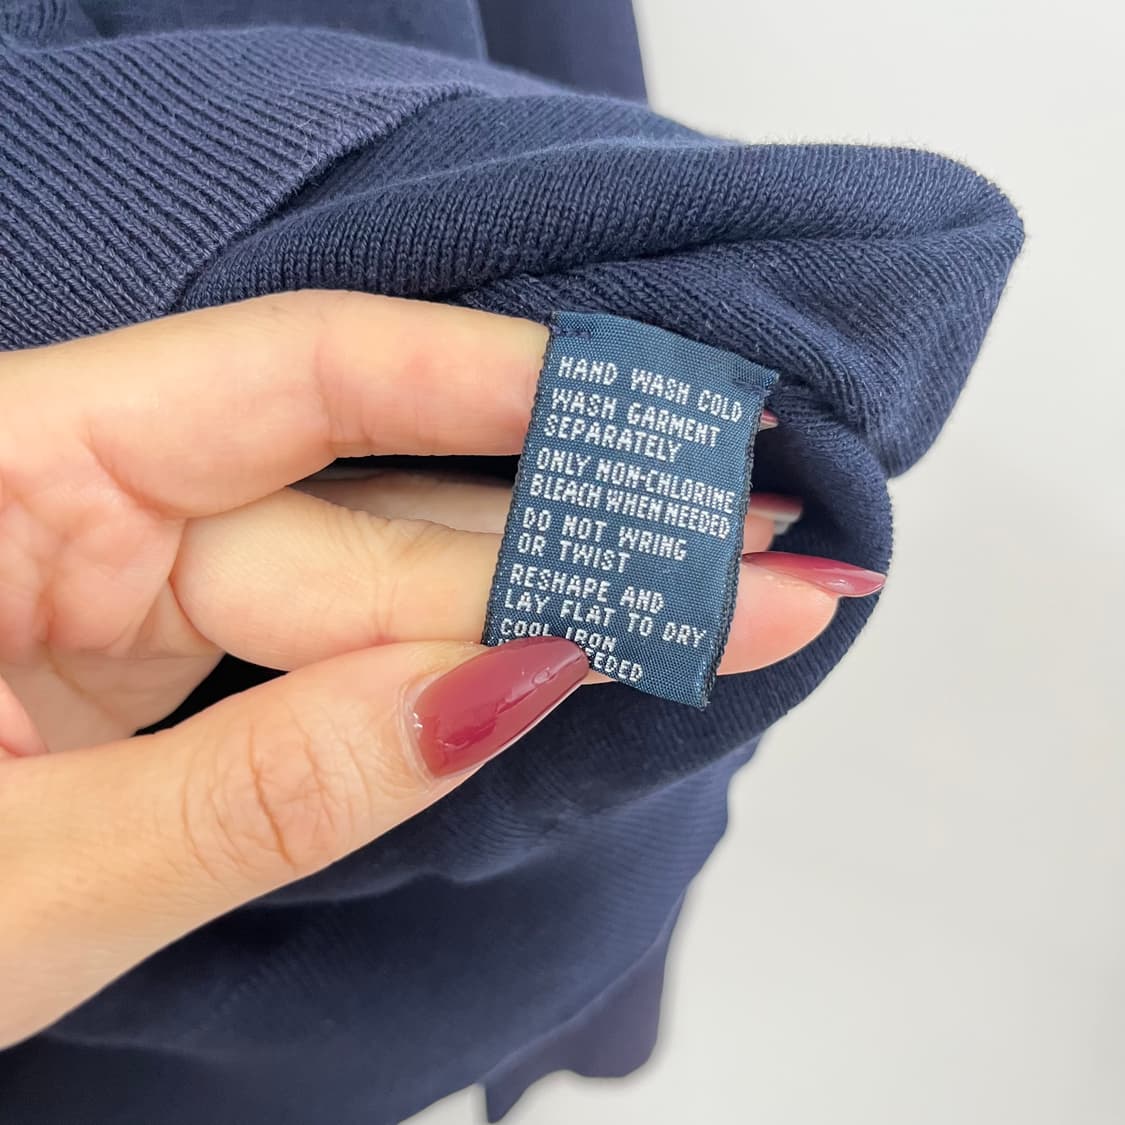 HAND WASH COLD
WASH GARMENT
SEPARATELY
ONLY NON-CHLORINE
BLEACH WHEN NEEDED
DO NOT WRING
OR TWIST
RESHAPE AND
LAY FLAT TO DRY
COOL IRON